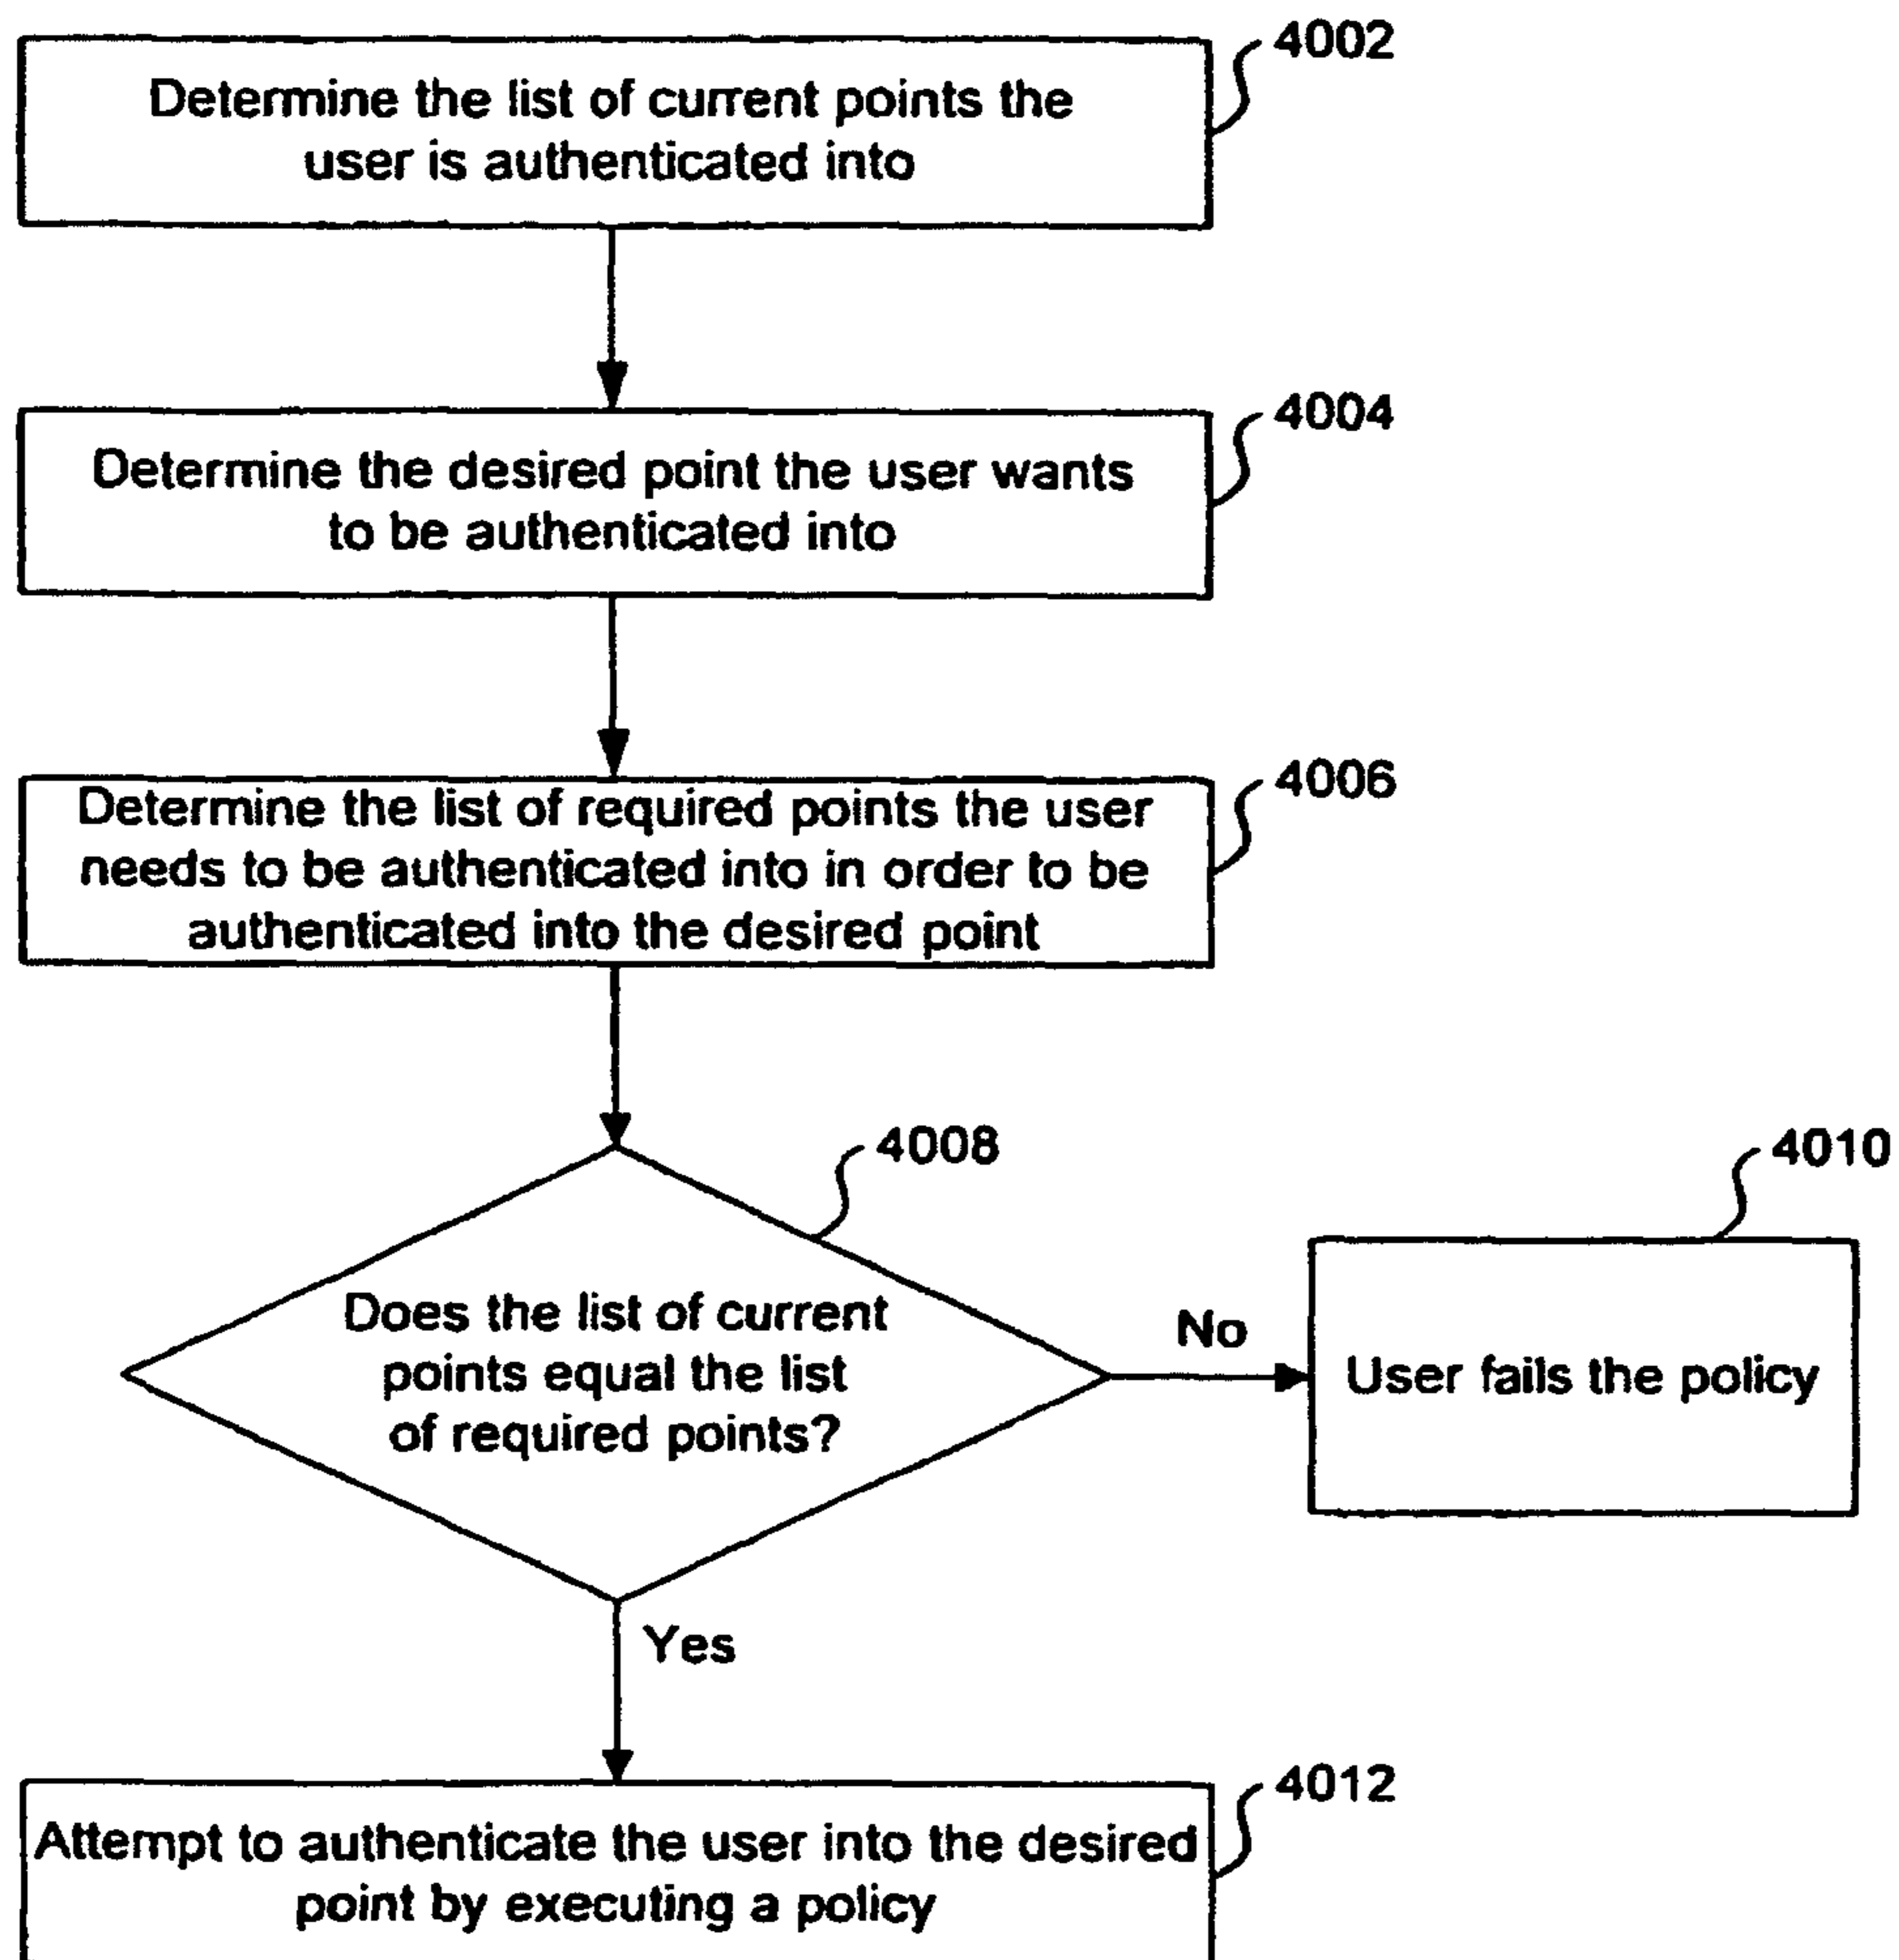 4002
Determine the list of current points the
user is authenticated into
4004
Determine the desired point the user wants
to be authenticated into
4006
Determine the list of required points the user
needs to be authenticated into in order to be
authenticated into the desired point
4008
4010
Does the list of current
points equal the list
of required points?
No
User fails the policy
Yes
4012
Attempt to authenticate the user into the desired
point by executing a policy